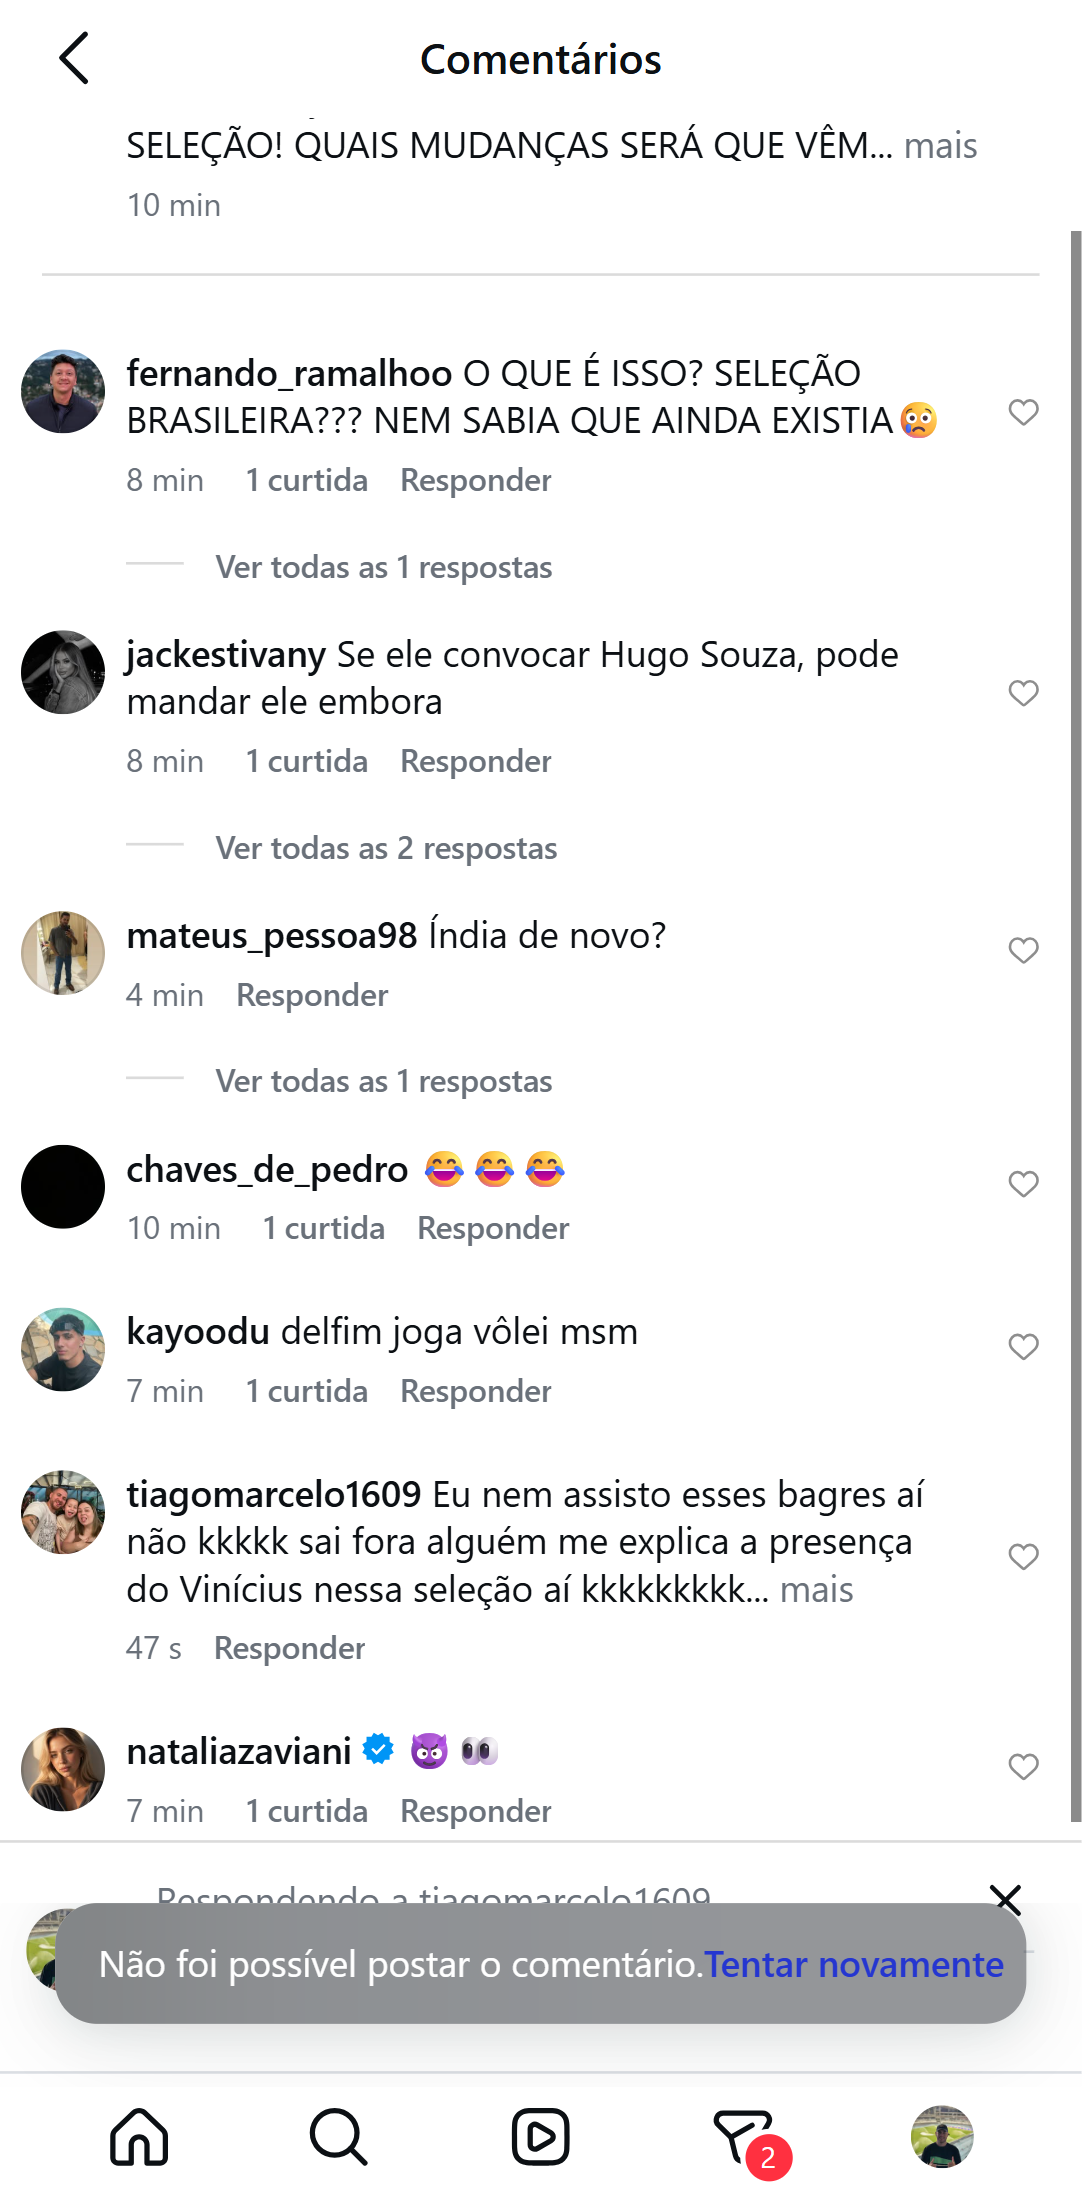 Comentários
SELEÇÃO! QUAIS MUDANÇAS SERÁ QUE VÊM... mais
10 min
fernando_ramalhoo O QUE É ISSO? SELEÇÃO
BRASILEIRA??? NEM SABIA QUE AINDA EXISTIA😢
8 min 1 curtida Responder
Ver todas as 1 respostas
jackestivany Se ele convocar Hugo Souza, pode
mandar ele embora
8 min 1 curtida Responder
Ver todas as 2 respostas
mateus_pessoa98 Índia de novo?
4 min Responder
Ver todas as 1 respostas
chaves_de_pedro 😂😂😂
10 min 1 curtida Responder
kayoodu delfim joga vôlei msm
7 min 1 curtida Responder
tiagomarcelo1609 Eu nem assisto esses bagres aí
não kkkkk sai fora alguém me explica a presença
do Vinícius nessa seleção aí kkkkkkkkk... mais
47 s Responder
nataliazaviani 😈👀
7 min 1 curtida Responder
Respondendo a tiagomarcelo1609
Não foi possível postar o comentário.Tentar novamente
2